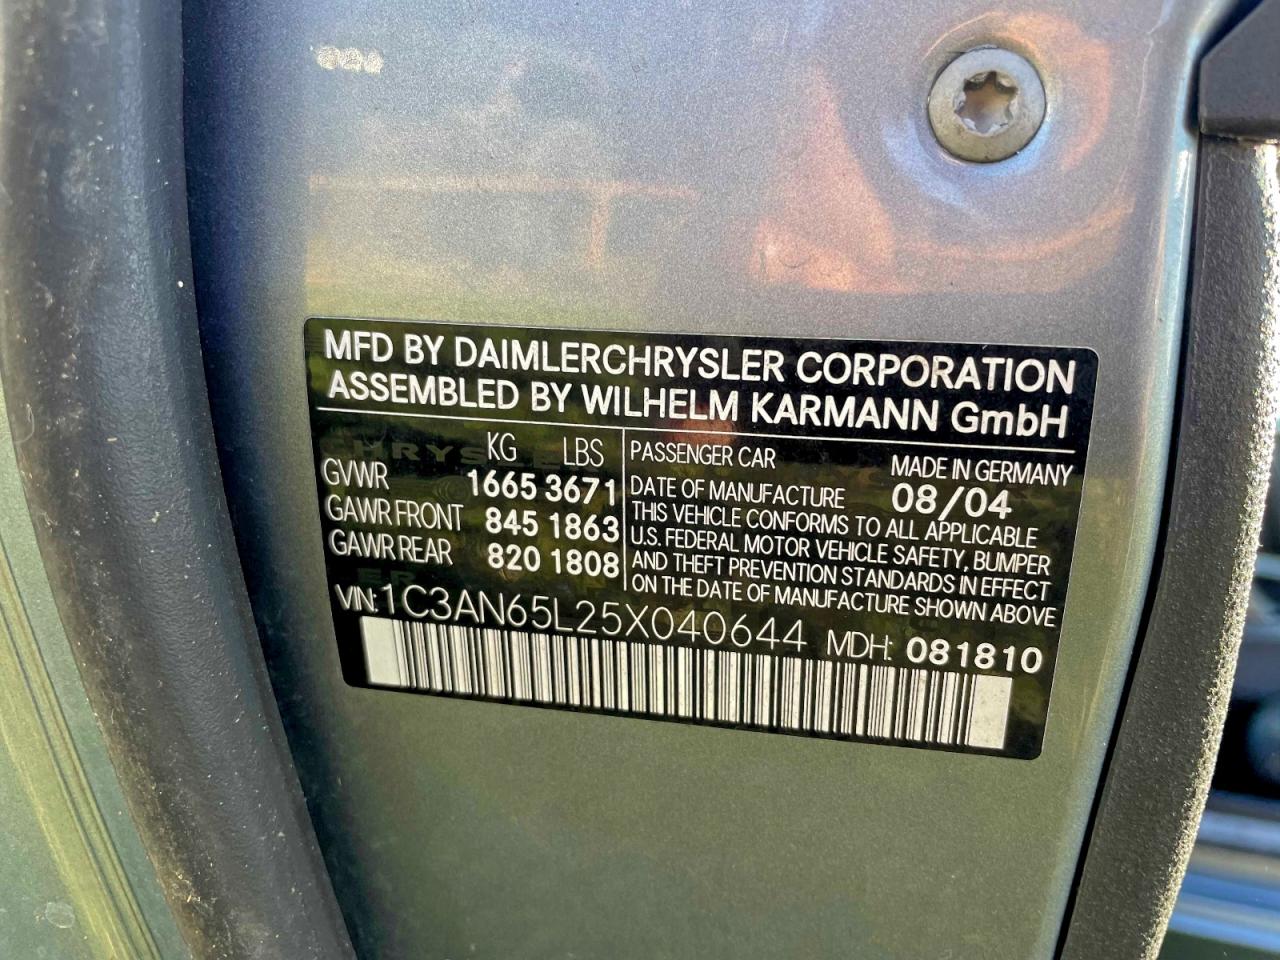 MFD BY DAIMLERCHRYSLER CORPORATION
ASSEMBLED BY WILHELM KARMANN GmbH
KG LBS
GVWR 1665 3671
GAWR FRONT 845 1863
GAWR REAR 820 1808
PASSENGER CAR MADE IN GERMANY
DATE OF MANUFACTURE 08/04
THIS VEHICLE CONFORMS TO ALL APPLICABLE
U.S. FEDERAL MOTOR VEHICLE SAFETY, BUMPER
AND THEFT PREVENTION STANDARDS IN EFFECT
ON THE DATE OF MANUFACTURE SHOWN ABOVE
VIN: 1C3AN65L25X040644 MDH: 081810